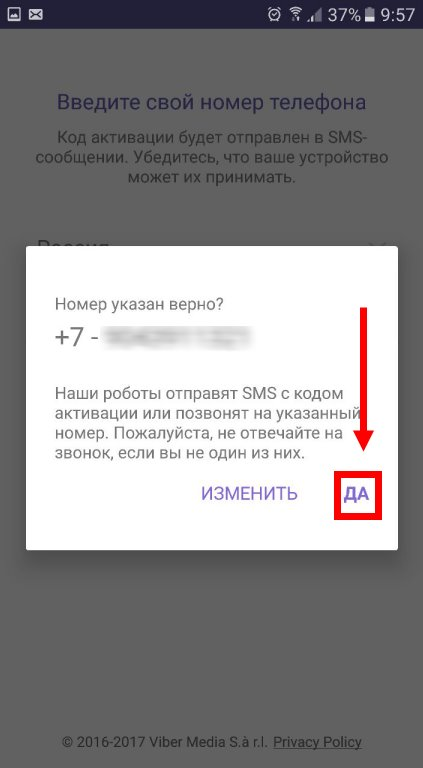 37% 9:57
Введите свой номер телефона
Код активации будет отправлен в SMS-
сообщении. Убедитесь, что ваше устройство
может их принимать.
Номер указан верно?
+7 -
Наши роботы отправят SMS с кодом
активации или позвонят на указанный
номер. Пожалуйста, не отвечайте на
звонок, если вы не один из них.
ИЗМЕНИТЬ ДА
© 2016-2017 Viber Media S.à r.l. Privacy Policy